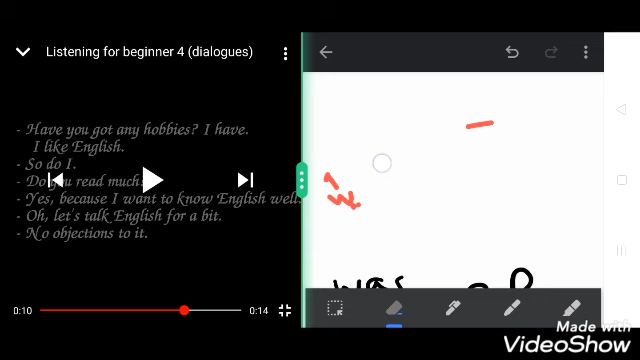 Listening for beginner 4 (dialogues)
- Have you got any hobbies? I have.
I like English.
- So do I.
- Do you read much?
- Yes, because I want to know English well.
- Oh, let's talk English for a bit.
- No objections to it.
0:10
0:14
was
Made with
VideoShow